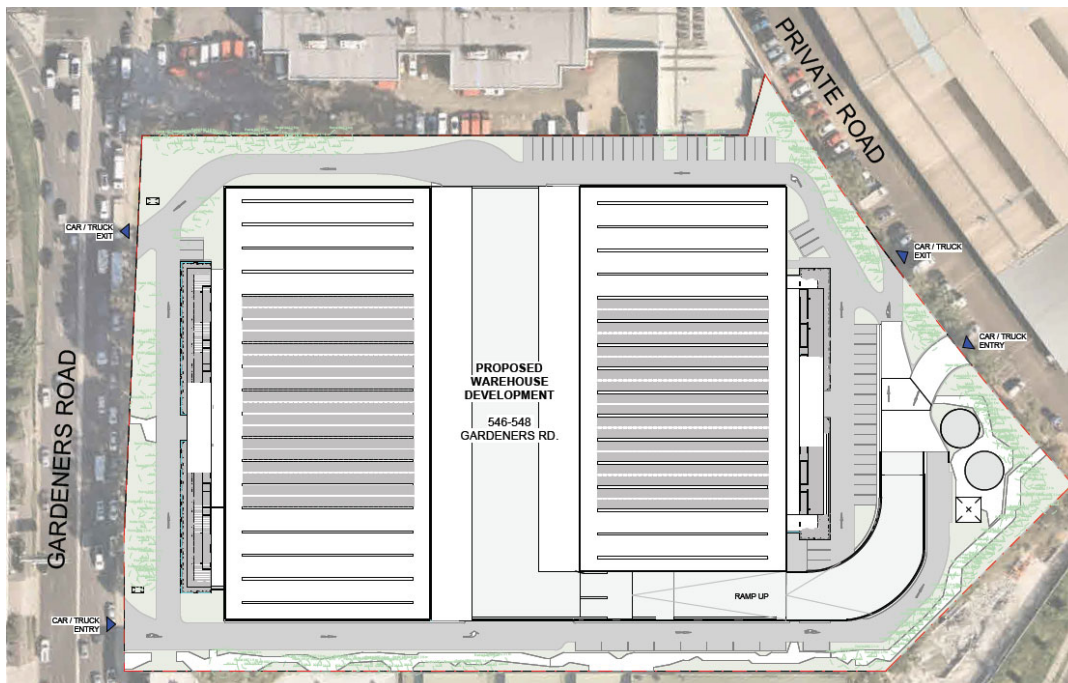 PRIVATE ROAD
CAR / TRUCK
EXIT
CAR / TRUCK
EXIT
CAR / TRUCK
ENTRY
PROPOSED
WAREHOUSE
DEVELOPMENT
546-548
GARDENERS RD.
GARDENERS ROAD
RAMP UP
CAR / TRUCK
ENTRY